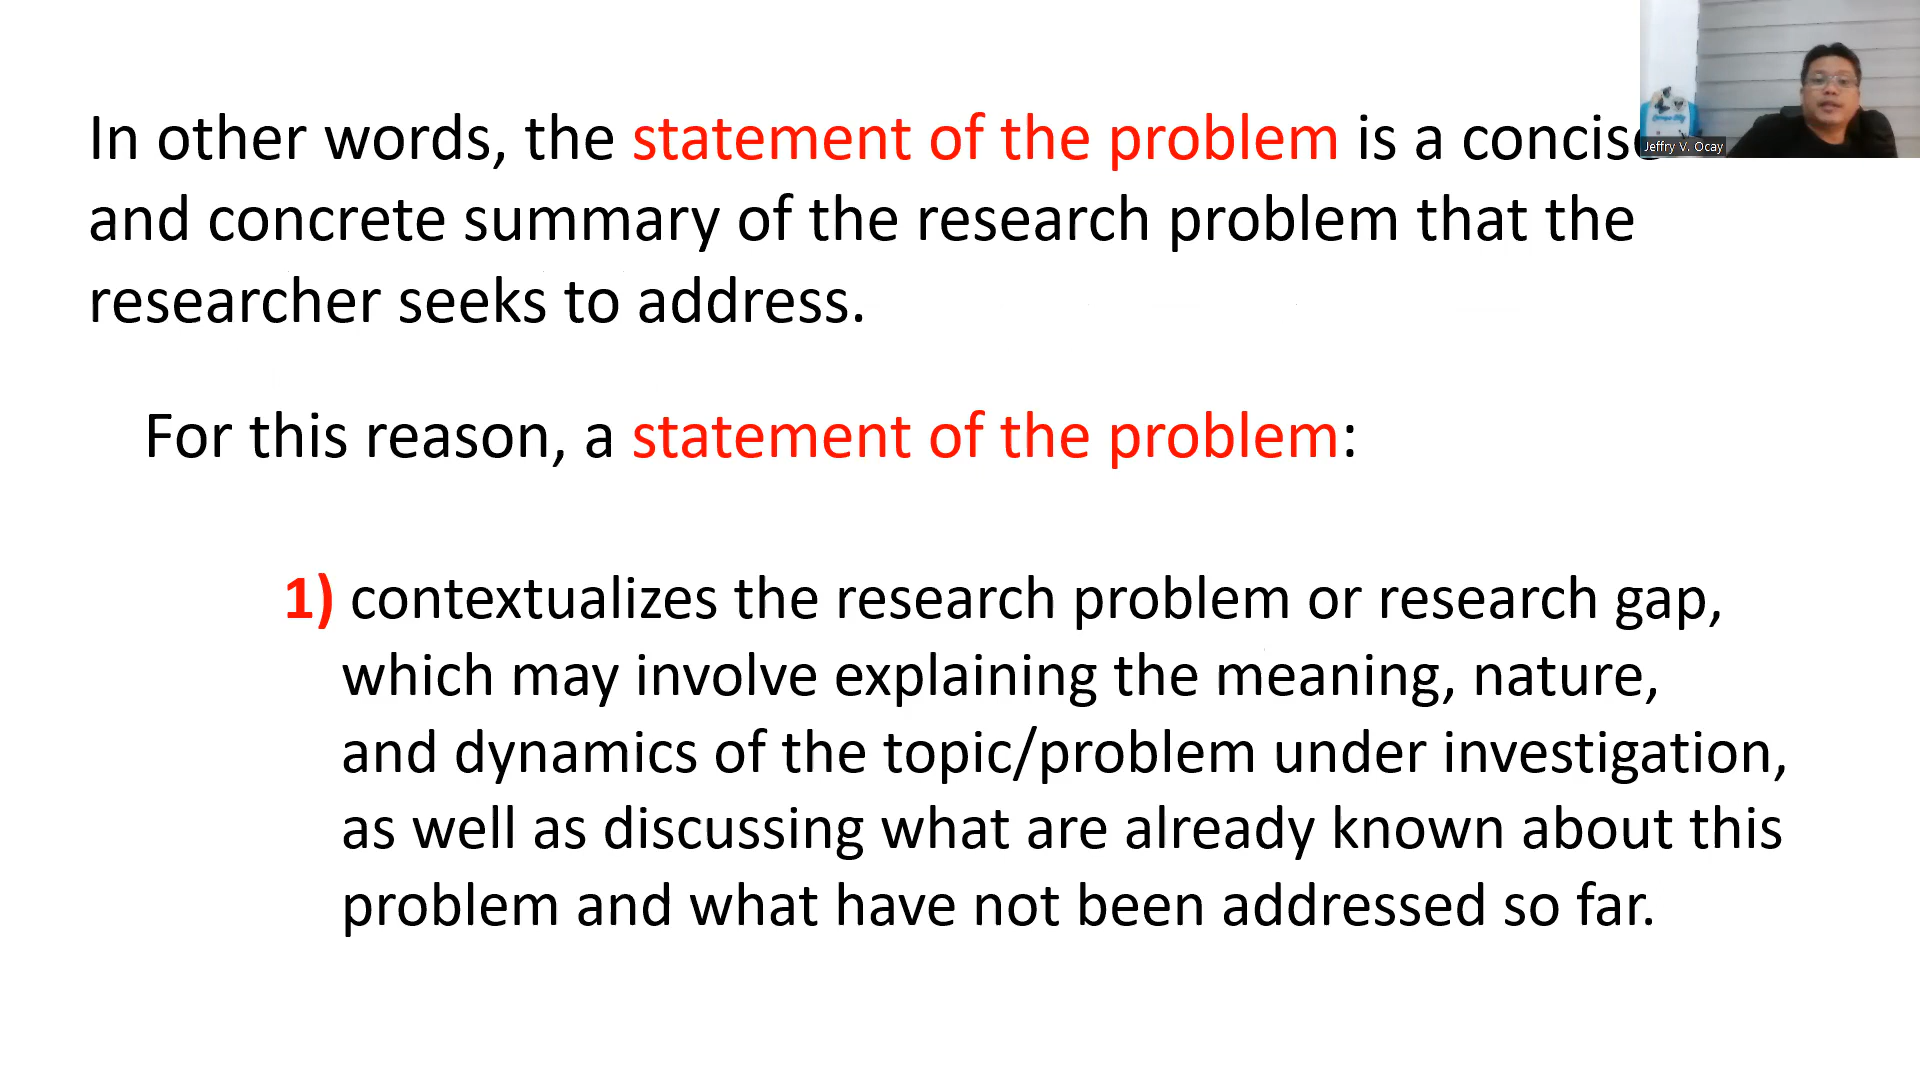 In other words, the statement of the problem is a concise
and concrete summary of the research problem that the
researcher seeks to address.
For this reason, a statement of the problem:
1) contextualizes the research problem or research gap,
which may involve explaining the meaning, nature,
and dynamics of the topic/problem under investigation,
as well as discussing what are already known about this
problem and what have not been addressed so far.
Jeffry V. Ocay